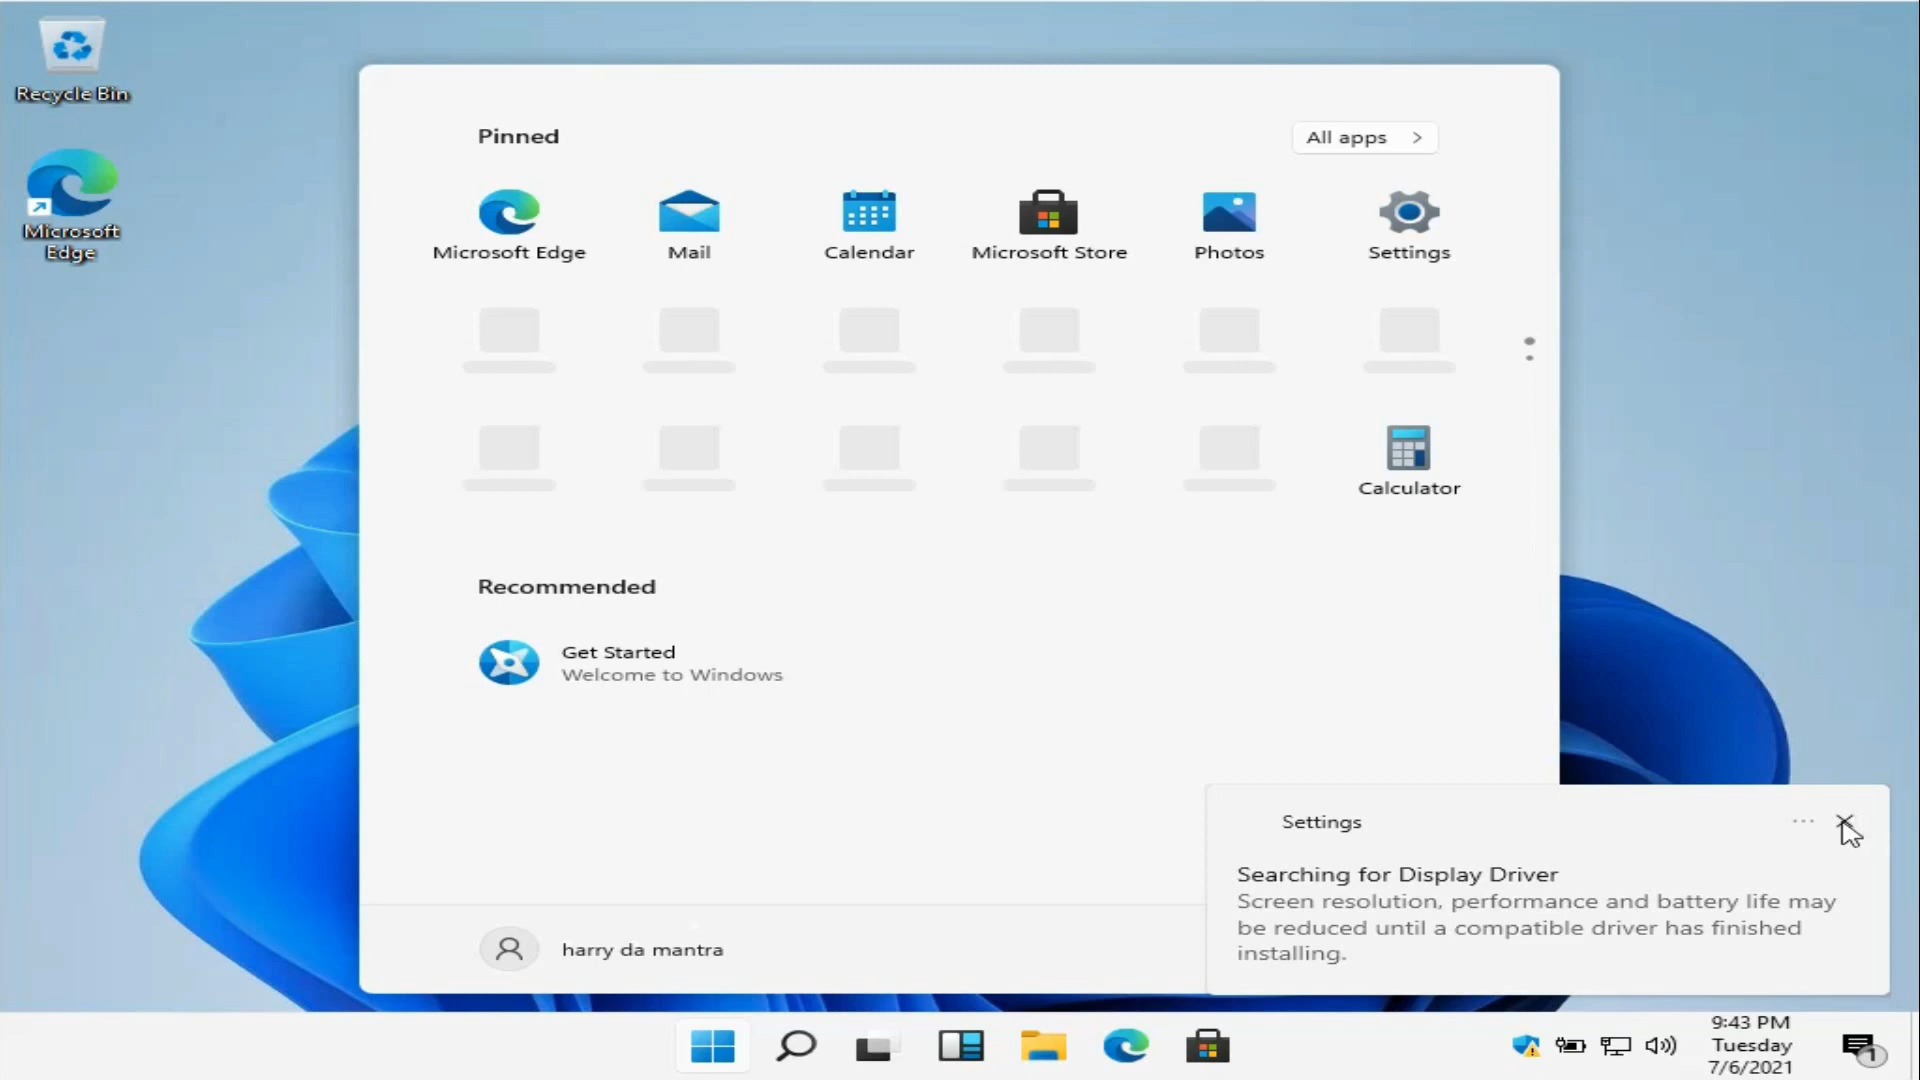 Recycle Bin
Microsoft
Edge
Pinned
All apps
Microsoft Edge
Mail
Calendar
Microsoft Store
Photos
Settings
Calculator
Recommended
Get Started
Welcome to Windows
harry da mantra
Settings
Searching for Display Driver
Screen resolution, performance and battery life may
be reduced until a compatible driver has finished
installing.
9:43 PM
Tuesday
7/6/2021
1